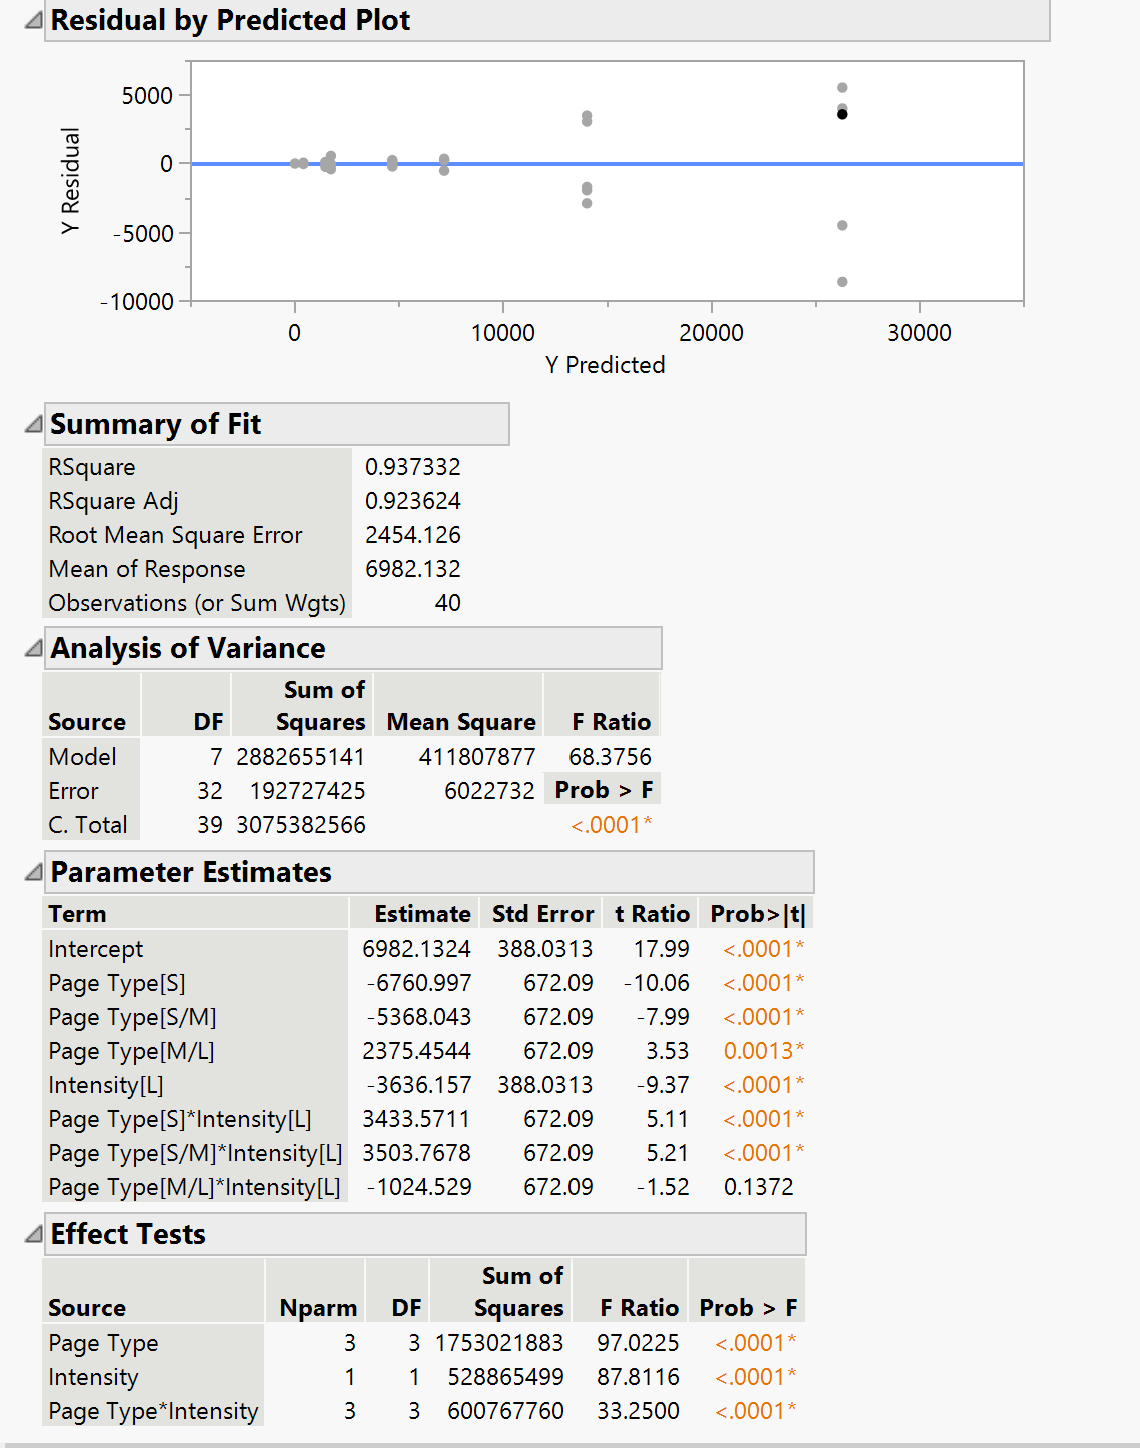 Residual by Predicted Plot
5000
0
-5000
-10000
Y Residual
0 10000 20000 30000
Y Predicted
Summary of Fit
RSquare 0.937332
RSquare Adj 0.923624
Root Mean Square Error 2454.126
Mean of Response 6982.132
Observations (or Sum Wgts) 40
Analysis of Variance
Sum of
Source DF Squares Mean Square F Ratio
Model 7 2882655141 411807877 68.3756
Error 32 192727425 6022732 Prob > F
C. Total 39 3075382566 <.0001*
Parameter Estimates
Term Estimate Std Error t Ratio Prob>|t|
Intercept 6982.1324 388.0313 17.99 <.0001*
Page Type[S] -6760.997 672.09 -10.06 <.0001*
Page Type[S/M] -5368.043 672.09 -7.99 <.0001*
Page Type[M/L] 2375.4544 672.09 3.53 0.0013*
Intensity[L] -3636.157 388.0313 -9.37 <.0001*
Page Type[S]*Intensity[L] 3433.5711 672.09 5.11 <.0001*
Page Type[S/M]*Intensity[L] 3503.7678 672.09 5.21 <.0001*
Page Type[M/L]*Intensity[L] -1024.529 672.09 -1.52 0.1372
Effect Tests
Sum of
Source Nparm DF Squares F Ratio Prob > F
Page Type 3 3 1753021883 97.0225 <.0001*
Intensity 1 1 528865499 87.8116 <.0001*
Page Type*Intensity 3 3 600767760 33.2500 <.0001*